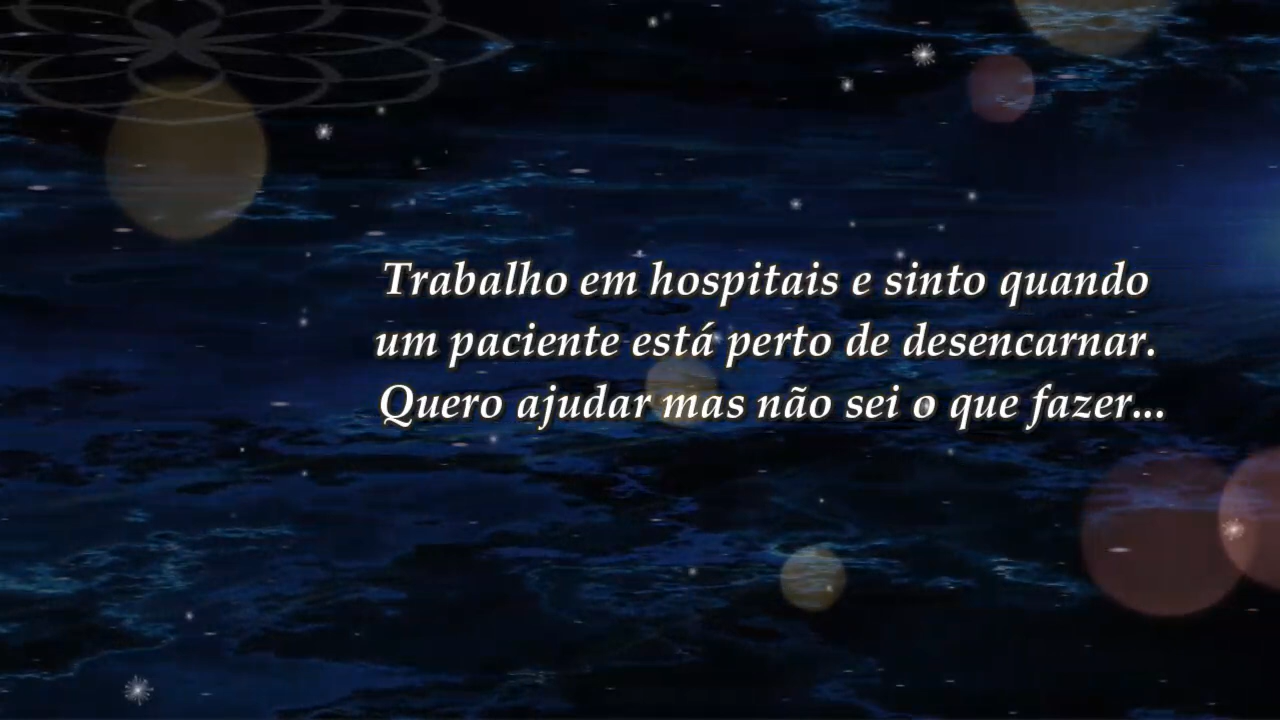 Trabalho em hospitais e sinto quando
um paciente está perto de desencarnar.
Quero ajudar mas não sei o que fazer...